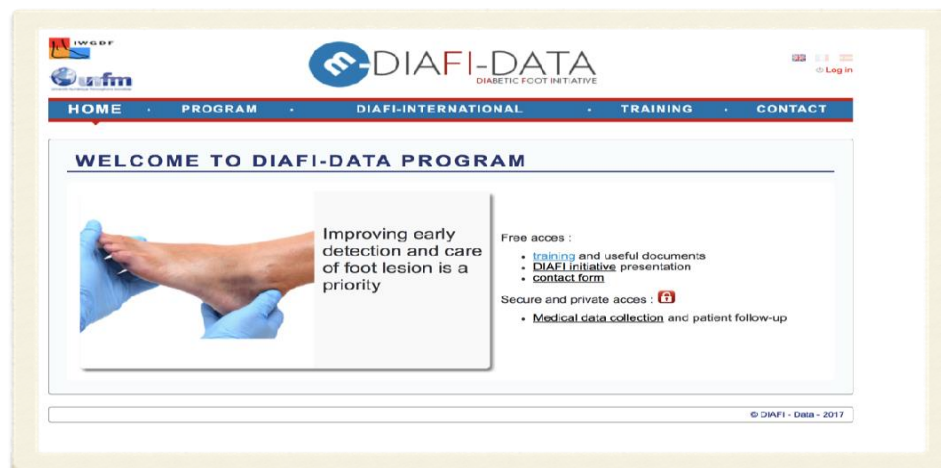 IWGDF
DIAFI-DATA
DIABETIC FOOT INITIATIVE
Log in
HOME · PROGRAM · DIAFI-INTERNATIONAL · TRAINING · CONTACT
WELCOME TO DIAFI-DATA PROGRAM
Improving early
detection and care
of foot lesion is a
priority
Free acces :
• training and useful documents
• DIAFI initiative presentation
• contact form
Secure and private acces :
• Medical data collection and patient follow-up
© DIAFI - Data - 2017